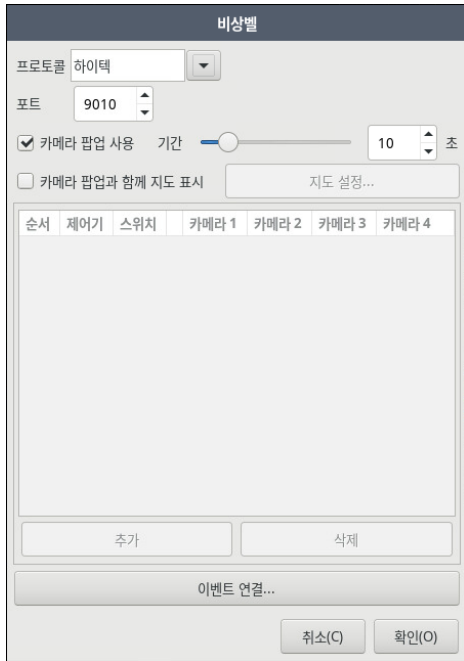 비상벨
프로토콜 하이텍
포트 9010
카메라 팝업 사용 기간 10 초
카메라 팝업과 함께 지도 표시 지도 설정...
순서 제어기 스위치 카메라 1 카메라 2 카메라 3 카메라 4
추가 삭제
이벤트 연결...
취소(C) 확인(O)